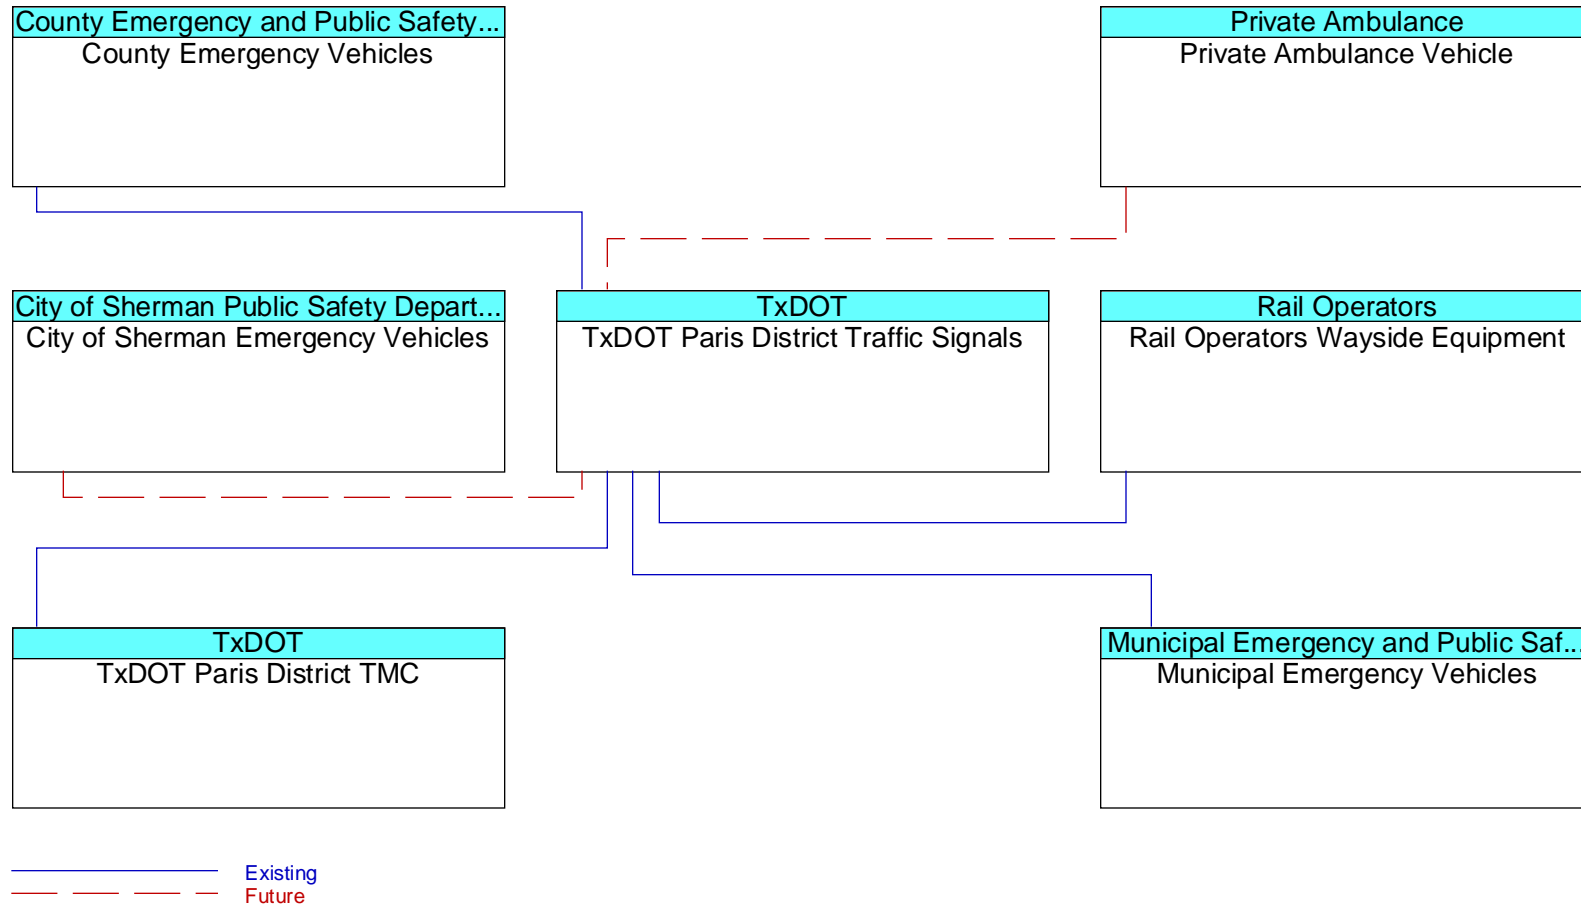 County Emergency and Public Safety...
County Emergency Vehicles
Private Ambulance
Private Ambulance Vehicle
City of Sherman Public Safety Depart...
City of Sherman Emergency Vehicles
TxDOT
TxDOT Paris District Traffic Signals
Rail Operators
Rail Operators Wayside Equipment
TxDOT
TxDOT Paris District TMC
Municipal Emergency and Public Saf...
Municipal Emergency Vehicles
Existing
Future